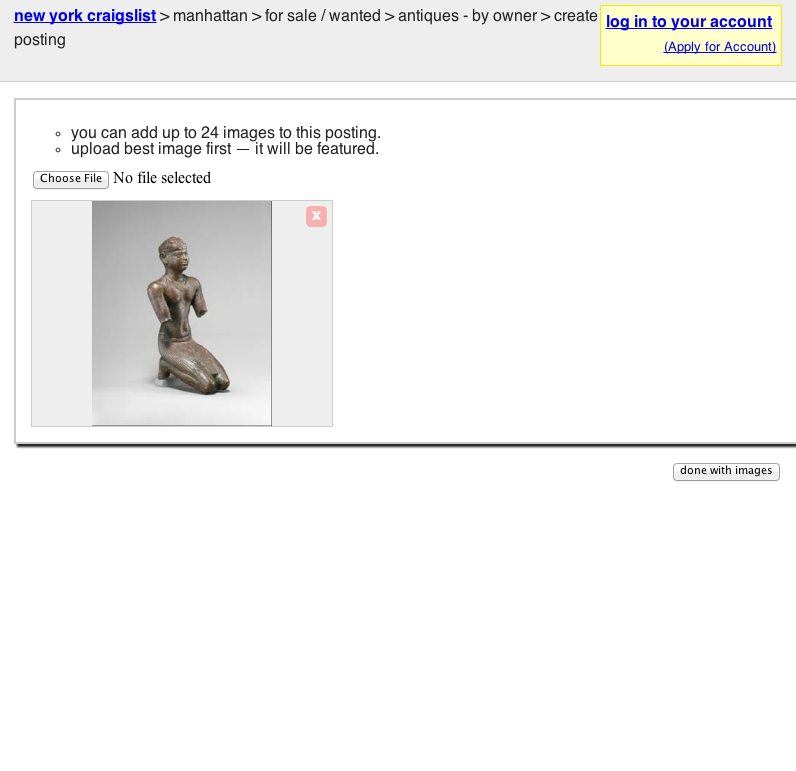 new york craigslist > manhattan > for sale / wanted > antiques - by owner > create
posting
log in to your account
(Apply for Account)
you can add up to 24 images to this posting.
upload best image first — it will be featured.
Choose File No file selected
x
done with images